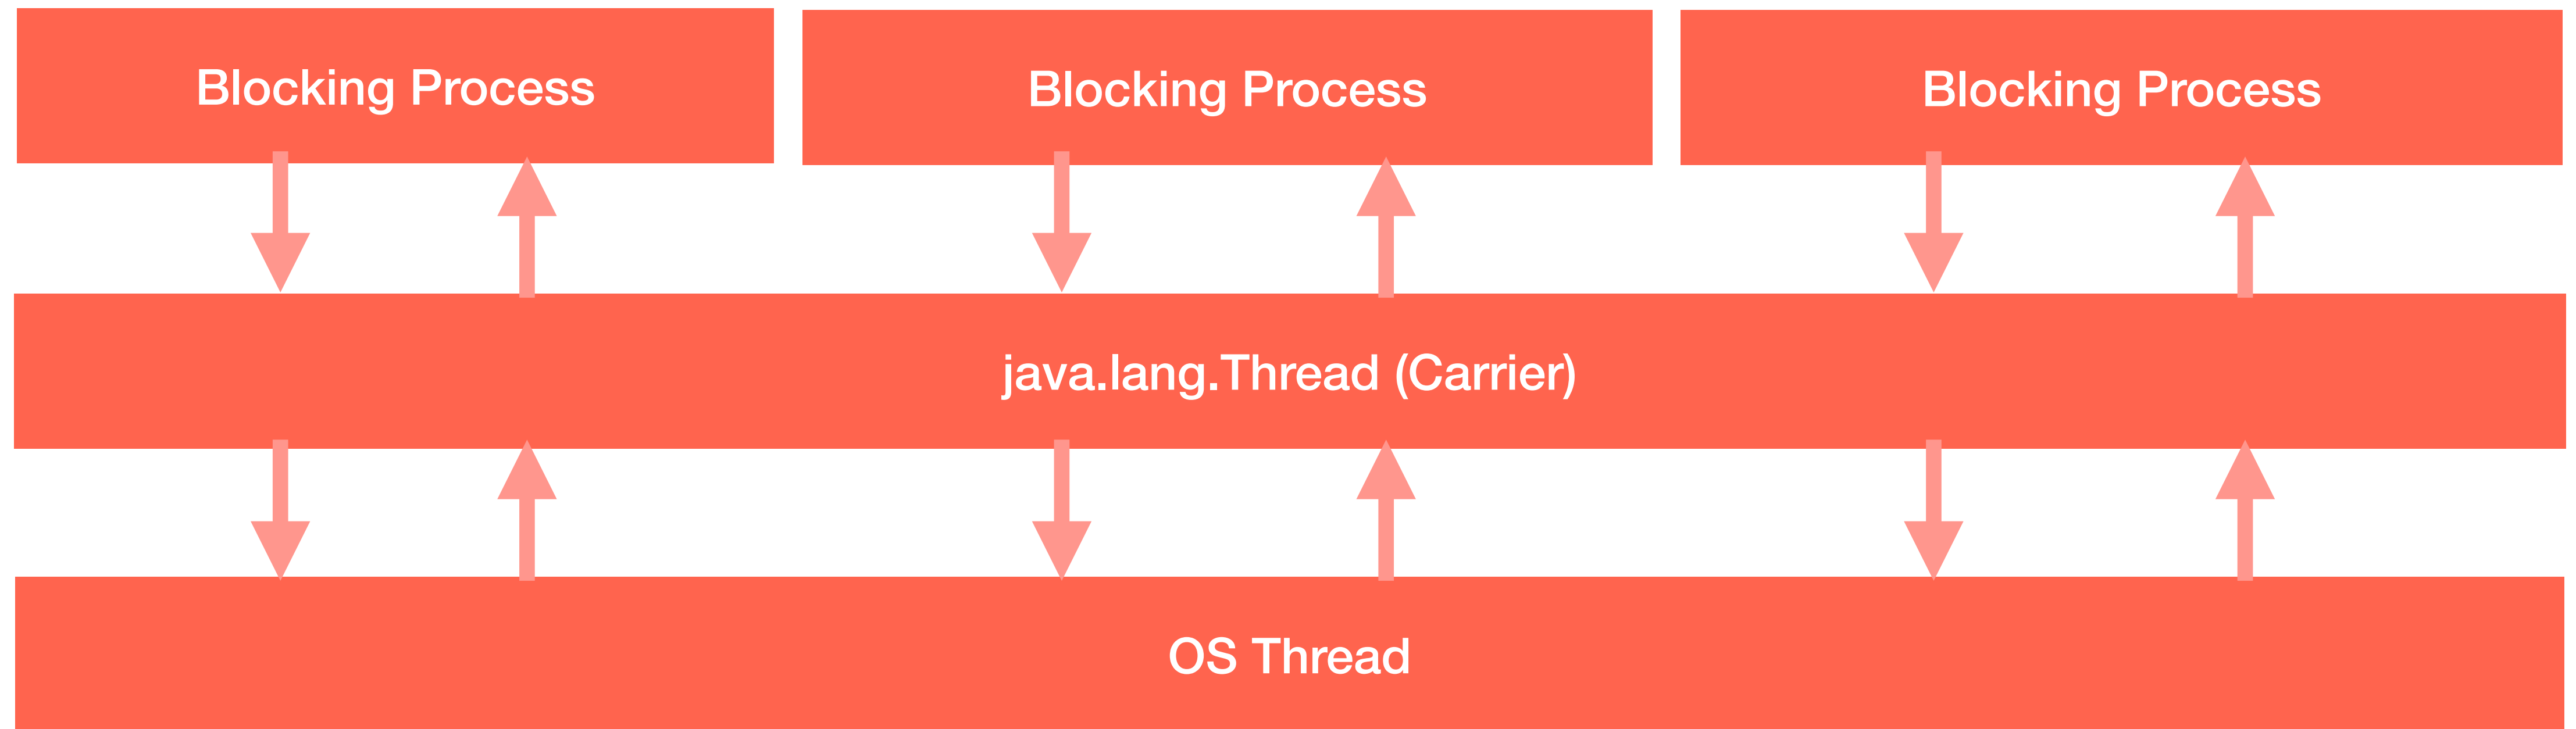 Blocking Process
Blocking Process
Blocking Process
java.lang.Thread (Carrier)
OS Thread